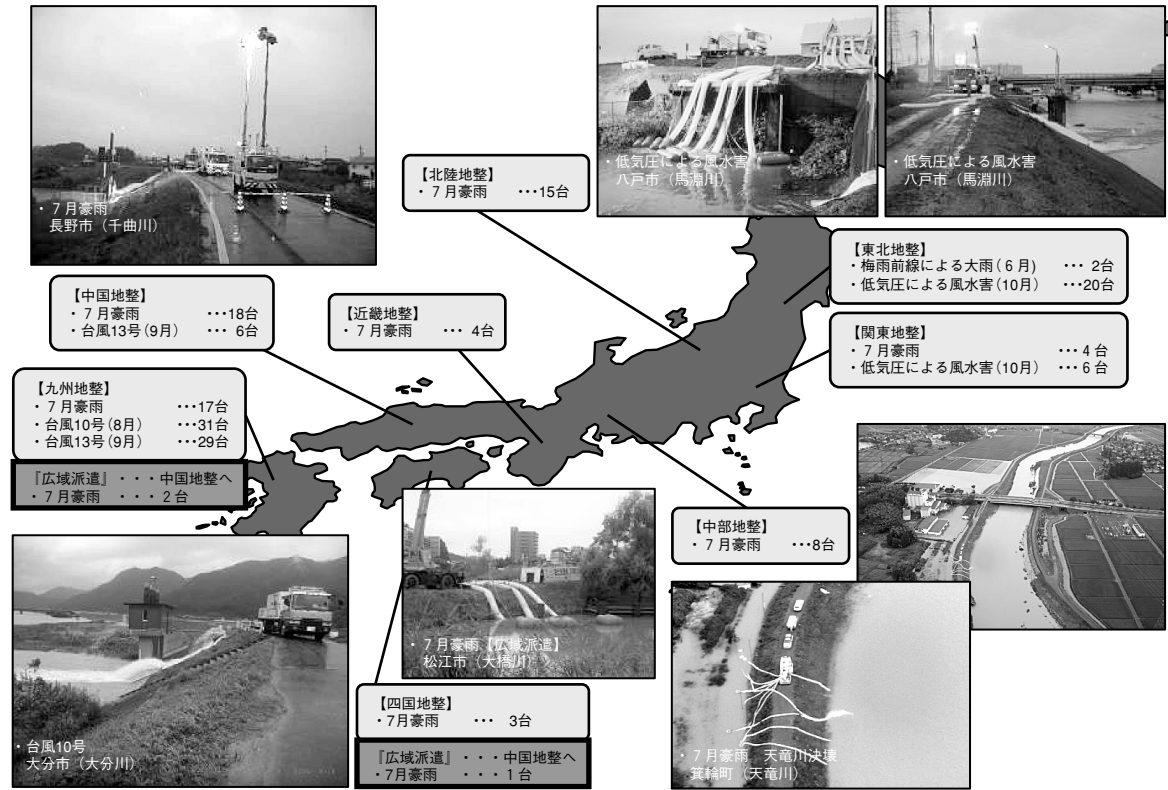 ・７月豪雨
長野市（千曲川）
・低気圧による風水害
八戸市（馬淵川）
・低気圧による風水害
八戸市（馬淵川）
【北陸地整】
・７月豪雨　・・・15台
【東北地整】
・梅雨前線による大雨（６月）　・・・ 2台
・低気圧による風水害（10月）　・・・20台
【中国地整】
・７月豪雨　・・・18台
・台風13号（9月）　・・・ 6台
【近畿地整】
・７月豪雨　・・・ 4台
【関東地整】
・７月豪雨　・・・４台
・低気圧による風水害（10月）　・・・６台
【九州地整】
・７月豪雨　・・・17台
・台風10号（8月）　・・・31台
・台風13号（9月）　・・・29台
『広域派遣』・・・中国地整へ
・７月豪雨　・・・２台
【中部地整】
・７月豪雨　・・・8台
・７月豪雨【広域派遣】
松江市（大橋川）
・台風10号
大分市（大分川）
【四国地整】
・7月豪雨　・・・ 3台
『広域派遣』・・・中国地整へ
・7月豪雨　・・・１台
・７月豪雨　天竜川決壊
箕輪町（天竜川）